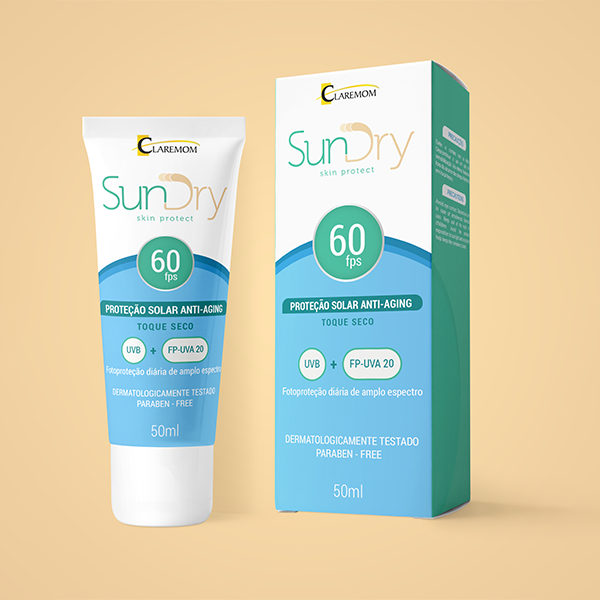 CLAREMOM
SunDry
skin protect
60
fps
PROTEÇÃO SOLAR ANTI-AGING
TOQUE SECO
UVB + FP-UVA 20
Fotoproteção diária de amplo espectro
DERMATOLOGICAMENTE TESTADO
PARABEN - FREE
50ml
CLAREMOM
SunDry
skin protect
60
fps
PROTEÇÃO SOLAR ANTI-AGING
TOQUE SECO
UVB + FP-UVA 20
Fotoproteção diária de amplo espectro
DERMATOLOGICAMENTE TESTADO
PARABEN - FREE
50ml